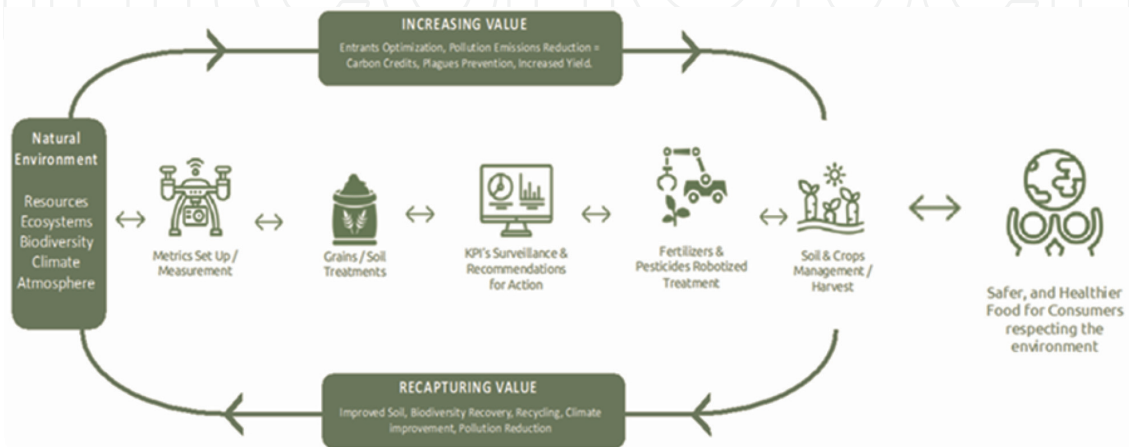 INCREASING VALUE
Entrants Optimization, Pollution Emissions Reduction =
Carbon Credits, Plagues Prevention, Increased Yield.
Natural
Environment
Resources
Ecosystems
Biodiversity
Climate
Atmosphere
Metrics Set Up /
Measurement
Grains / Soil
Treatments
KPI's Surveillance &
Recommendations
for Action
Fertilizers &
Pesticides Robotized
Treatment
Soil & Crops
Management /
Harvest
Safer, and Healthier
Food for Consumers
respecting the
environment
RECAPTURING VALUE
Improved Soil, Biodiversity Recovery, Recycling, Climate
improvement, Pollution Reduction